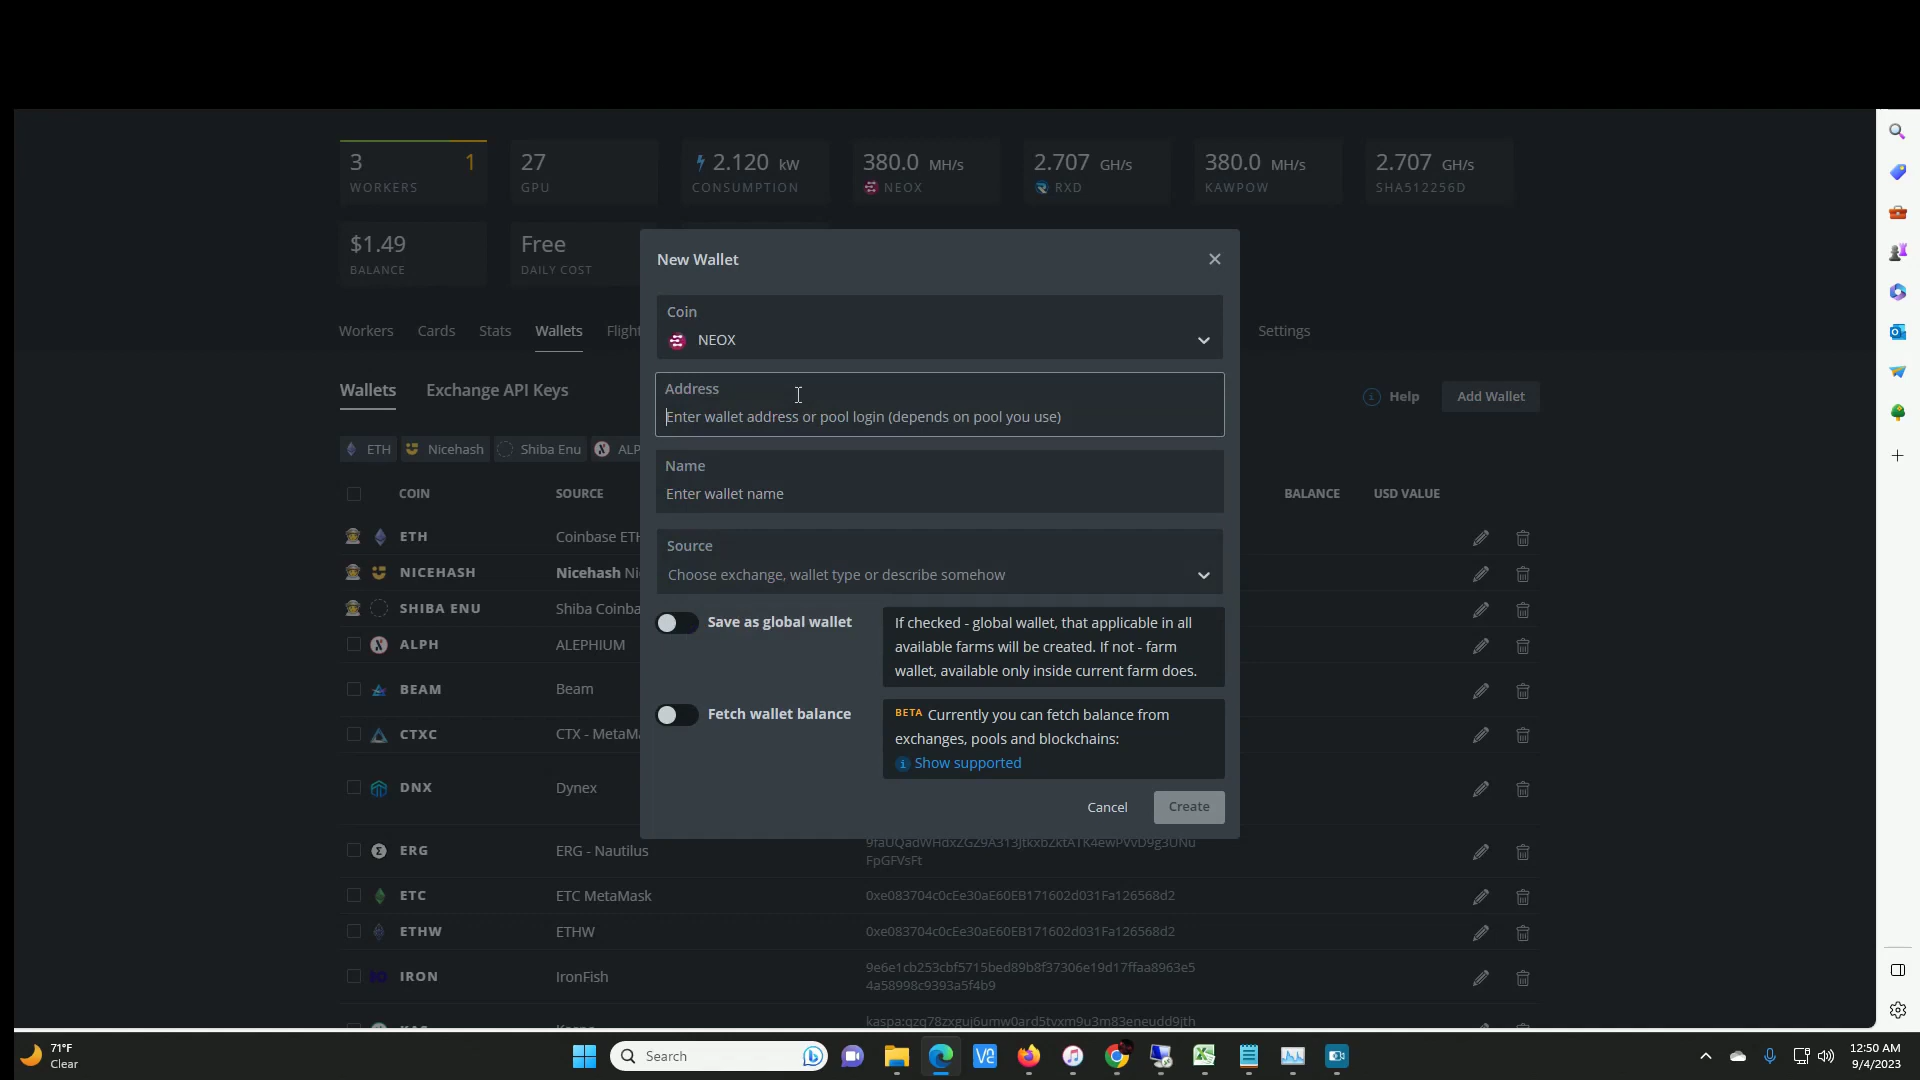 3 1 27 2.120 kW 380.0 MH/s 2.707 GH/s 380.0 MH/s 2.707 GH/s
WORKERS GPU CONSUMPTION NEOX RXD KAWPOW SHA512256D
$1.49 Free
BALANCE DAILY COST
New Wallet
Coin
NEOX
Workers Cards Stats Wallets Flight Settings
Address
Enter wallet address or pool login (depends on pool you use)
Wallets Exchange API Keys Help Add Wallet
ETH Nicehash Shiba Enu ALP
Name
Enter wallet name
COIN SOURCE BALANCE USD VALUE
Source
Choose exchange, wallet type or describe somehow
Save as global wallet
If checked - global wallet, that applicable in all
available farms will be created. If not - farm
wallet, available only inside current farm does.
Fetch wallet balance
BETA Currently you can fetch balance from
exchanges, pools and blockchains:
Show supported
Cancel Create
ETH Coinbase ETH
NICEHASH Nicehash Ni
SHIBA ENU Shiba Coinba
ALPH ALEPHIUM
BEAM Beam
CTXC CTX - MetaMa
DNX Dynex
ERG ERG - Nautilus
FpGFVsFt
ETC ETC MetaMask 0xe083704c0cEe30aE60EB171602d031Fa126568d2
ETHW ETHW 0xe083704c0cEe30aE60EB171602d031Fa126568d2
IRON IronFish 9e6e1cb253cbf5715bed89b8f37306e19d17ffaa8963e5
4a58998c9393a5f4b9
71°F
Clear
Search
12:50 AM
9/4/2023